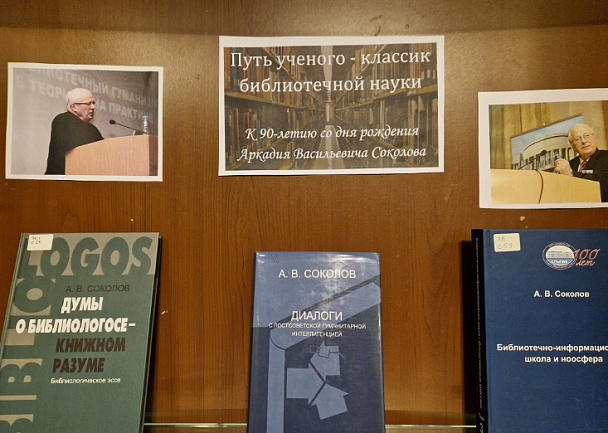 Путь ученого - классик
библиотечной науки
К 90-летию со дня рождения
Аркадия Васильевича Соколова
LOGOS
А. В. СОКОЛОВ
ДУМЫ
О БИБЛИОЛОГОСЕ–
КНИЖНОМ
РАЗУМЕ
Библиологическое эссе
А. В. СОКОЛОВ
ДИАЛОГИ
С ПОСТСОВЕТСКОЙ ГУМАНИТАРНОЙ
ИНТЕЛЛИГЕНЦИЕЙ
100
лет
А. В. Соколов
Библиотечно-информацио
школа и ноосфера